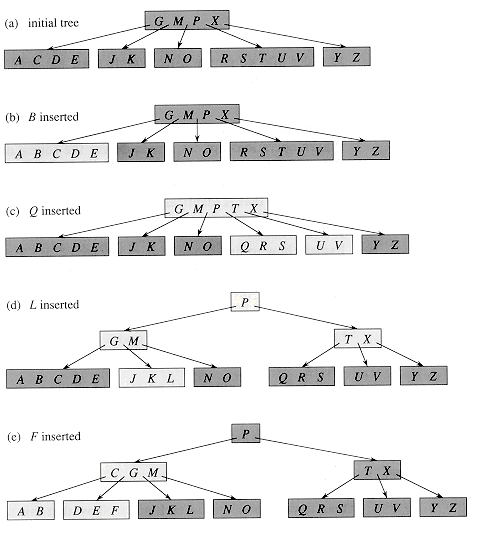 (a) initial tree
G M P X
A C D E J K N O R S T U V Y Z
(b) B inserted
G M P X
A B C D E J K N O R S T U V Y Z
(c) Q inserted
G M P T X
A B C D E J K N O Q R S U V Y Z
(d) L inserted
P
G M T X
A B C D E J K L N O Q R S U V Y Z
(e) F inserted
P
C G M T X
A B D E F J K L N O Q R S U V Y Z